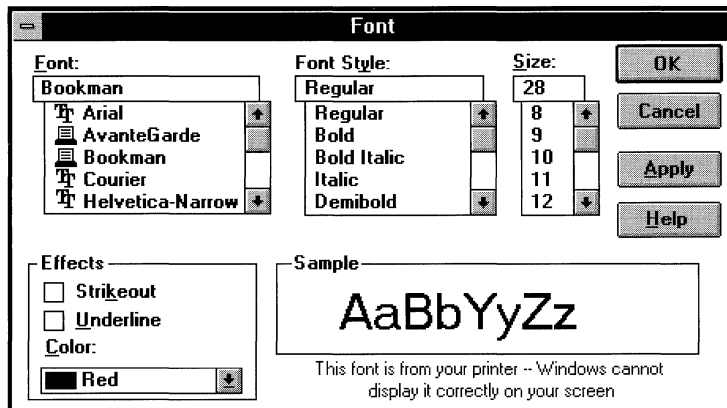 Font
Font:
Bookman
Arial
AvanteGarde
Bookman
Courier
Helvetica-Narrow
Font Style:
Regular
Regular
Bold
Bold Italic
Italic
Demibold
Size:
28
8
9
10
11
12
OK
Cancel
Apply
Help
Effects
Strikeout
Underline
Color:
Red
Sample
AaBbYyZz
This font is from your printer -- Windows cannot
display it correctly on your screen